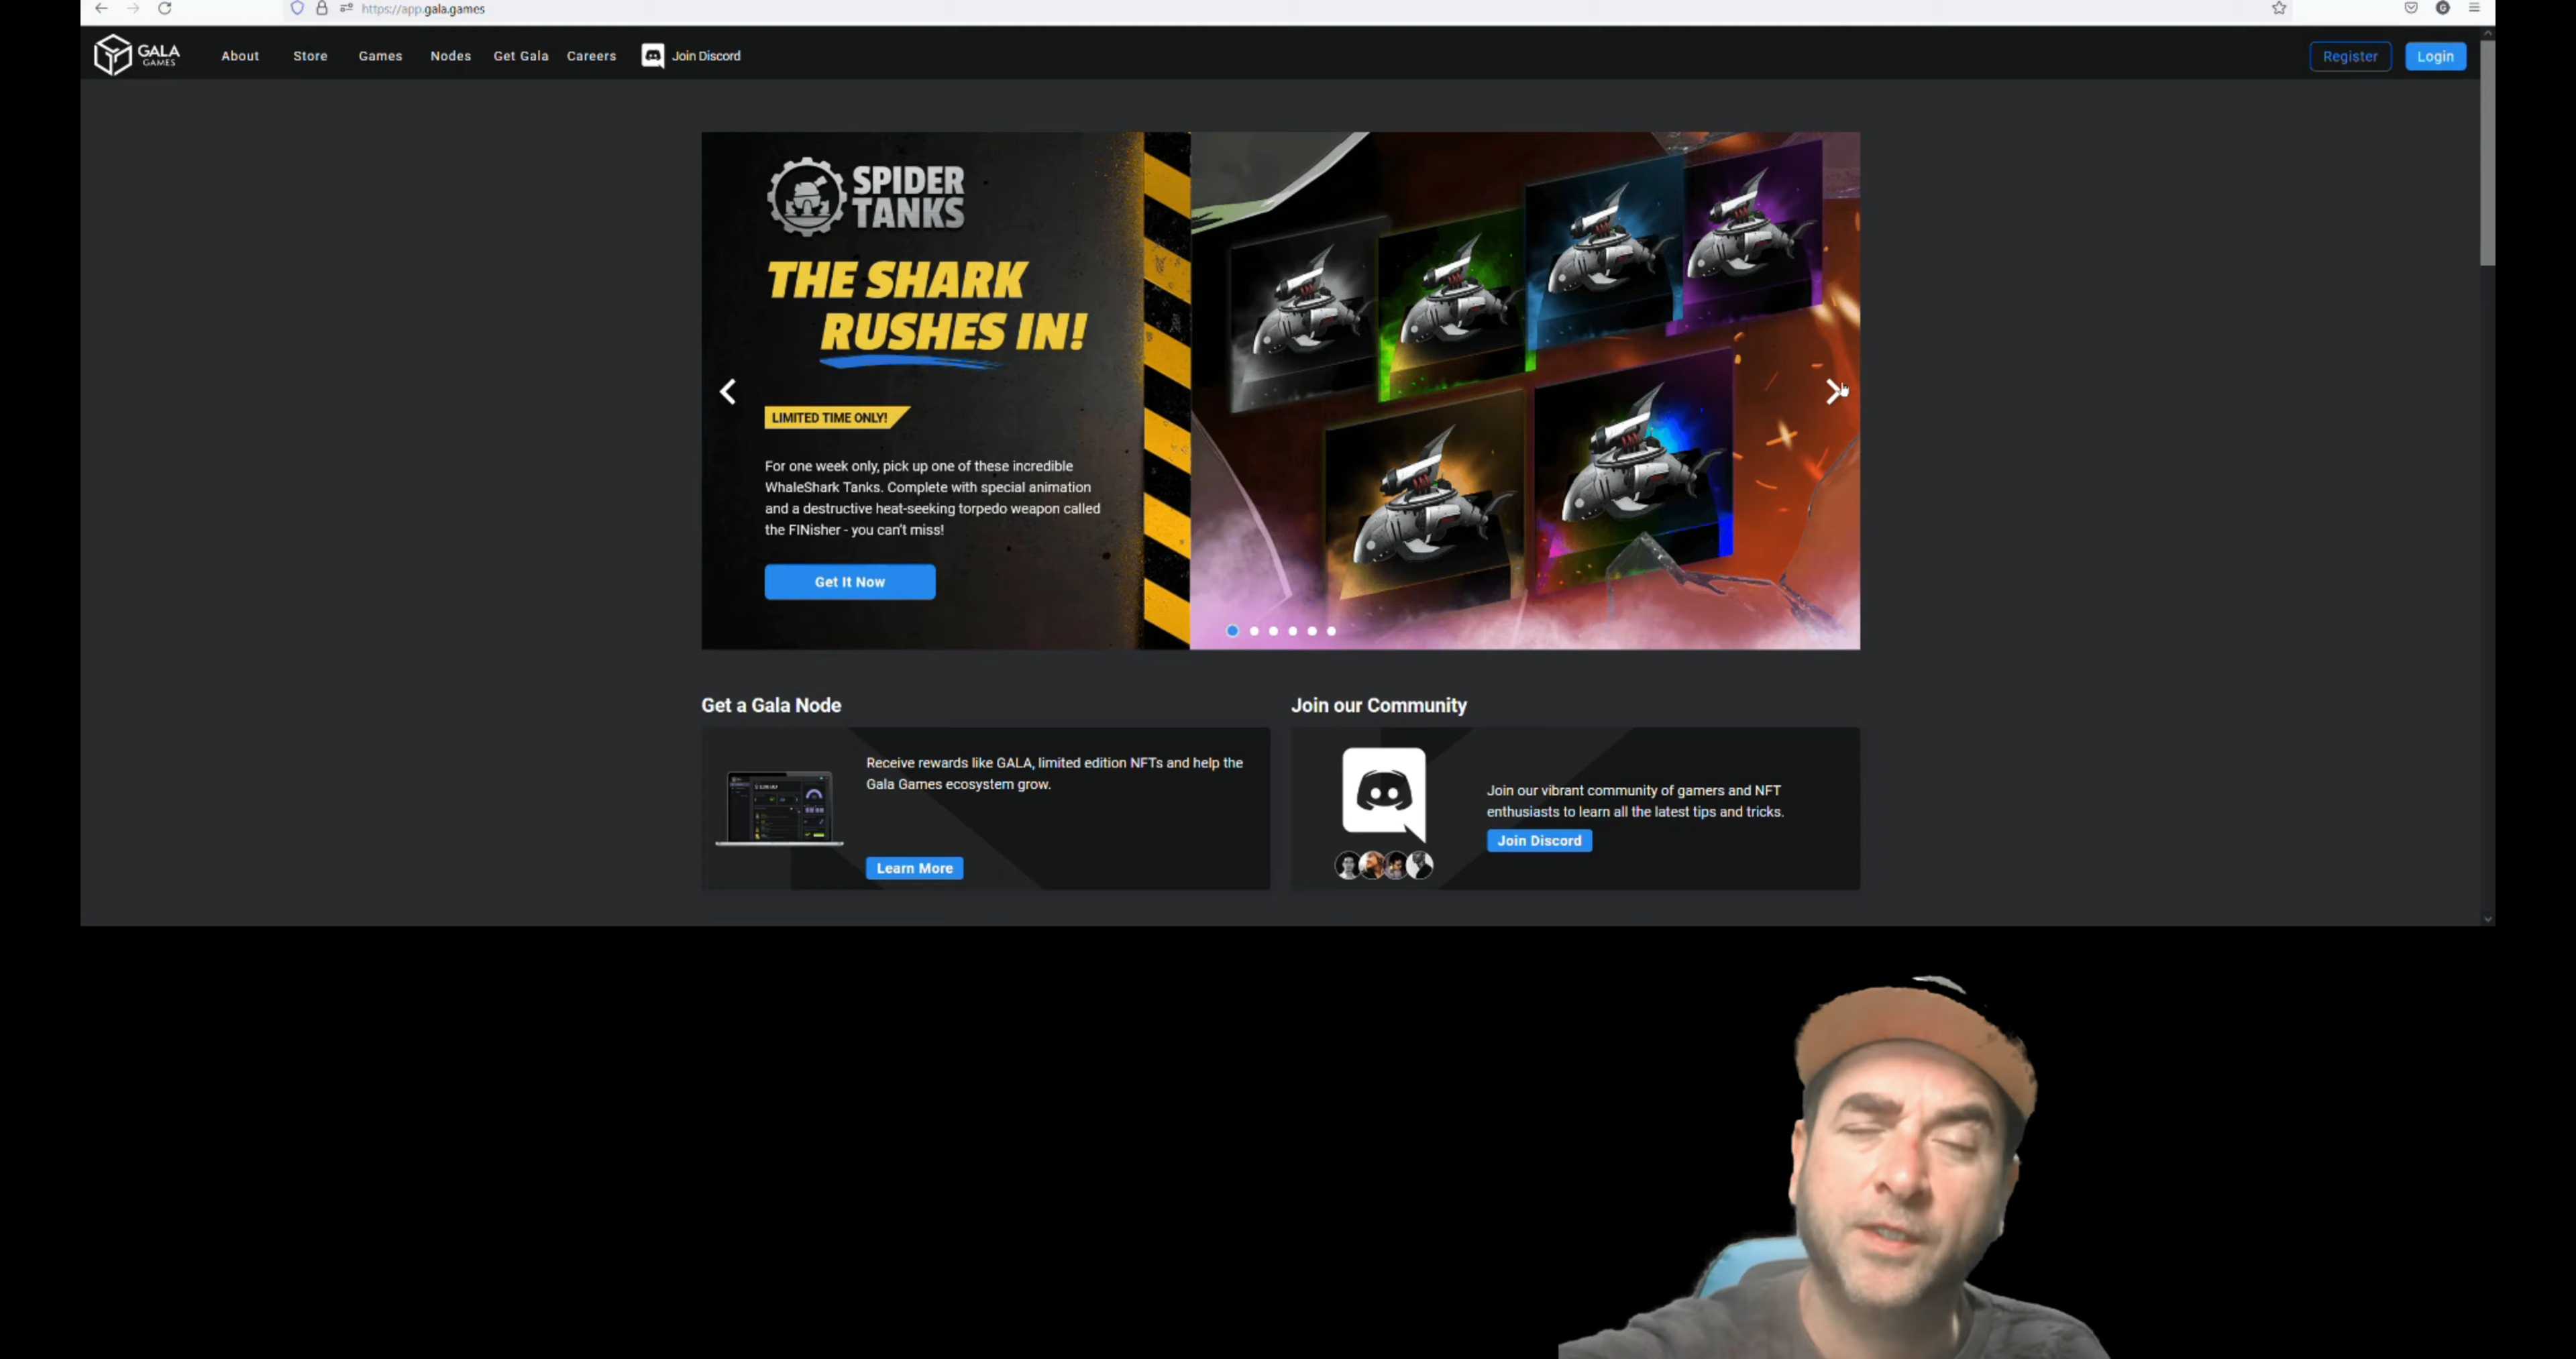 https://app.gala.games
GALA
GAMES
About
Store
Games
Nodes
Get Gala
Careers
Join Discord
Register
Login
SPIDER
TANKS
THE SHARK
RUSHES IN!
LIMITED TIME ONLY!
For one week only, pick up one of these incredible
WhaleShark Tanks. Complete with special animation
and a destructive heat-seeking torpedo weapon called
the FINisher - you can't miss!
Get It Now
Get a Gala Node
Receive rewards like GALA, limited edition NFTs and help the
Gala Games ecosystem grow.
Learn More
Join our Community
Join our vibrant community of gamers and NFT
enthusiasts to learn all the latest tips and tricks.
Join Discord